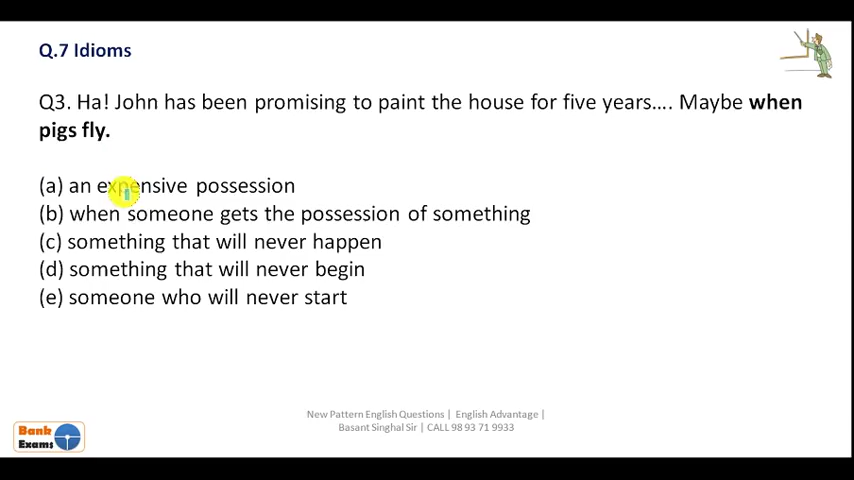 Q.7 Idioms
Q3. Ha! John has been promising to paint the house for five years.... Maybe when
pigs fly.
(a) an expensive possession
(b) when someone gets the possession of something
(c) something that will never happen
(d) something that will never begin
(e) someone who will never start
New Pattern English Questions | English Advantage |
Basant Singhal Sir | CALL 98 93 71 9933
Bank
Exams